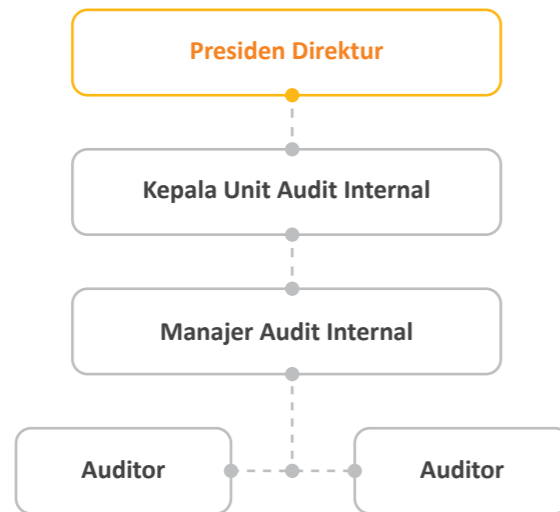 Presiden Direktur
Kepala Unit Audit Internal
Manajer Audit Internal
Auditor
Auditor